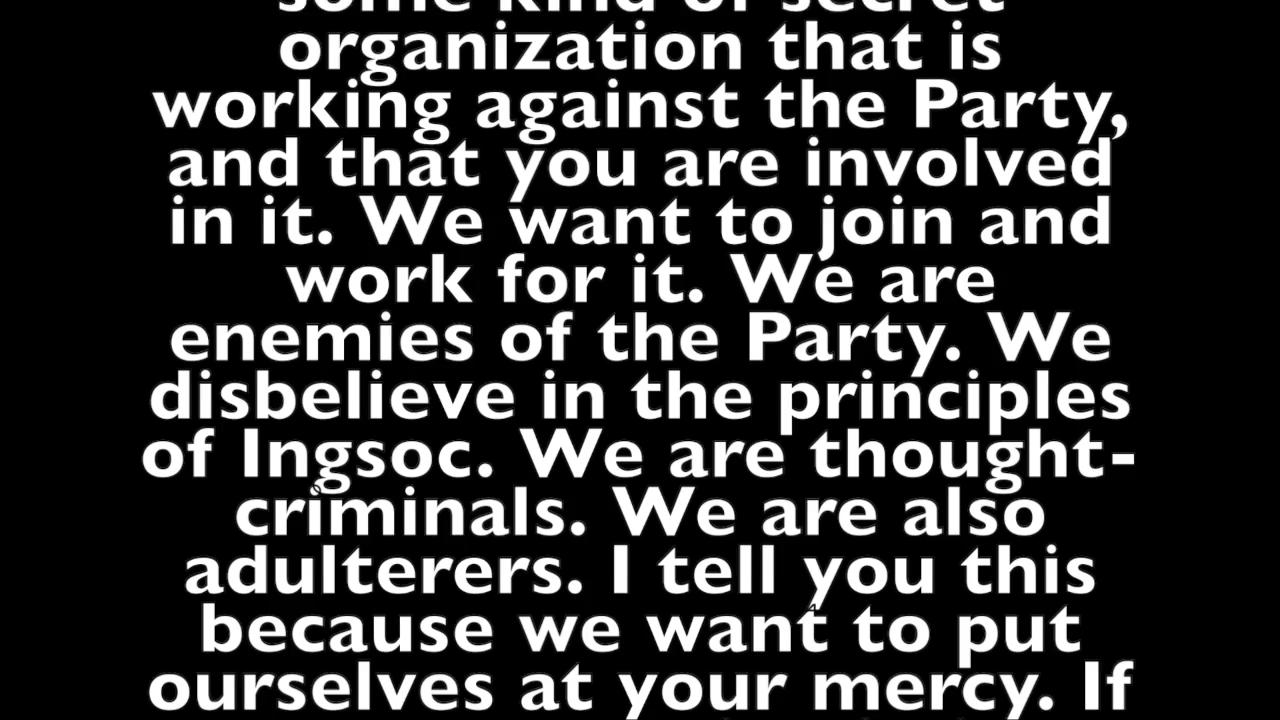 some kind of secret
organization that is
working against the Party,
and that you are involved
in it. We want to join and
work for it. We are
enemies of the Party. We
disbelieve in the principles
of Ingsoc. We are thought-
criminals. We are also
adulterers. I tell you this
because we want to put
ourselves at your mercy. If